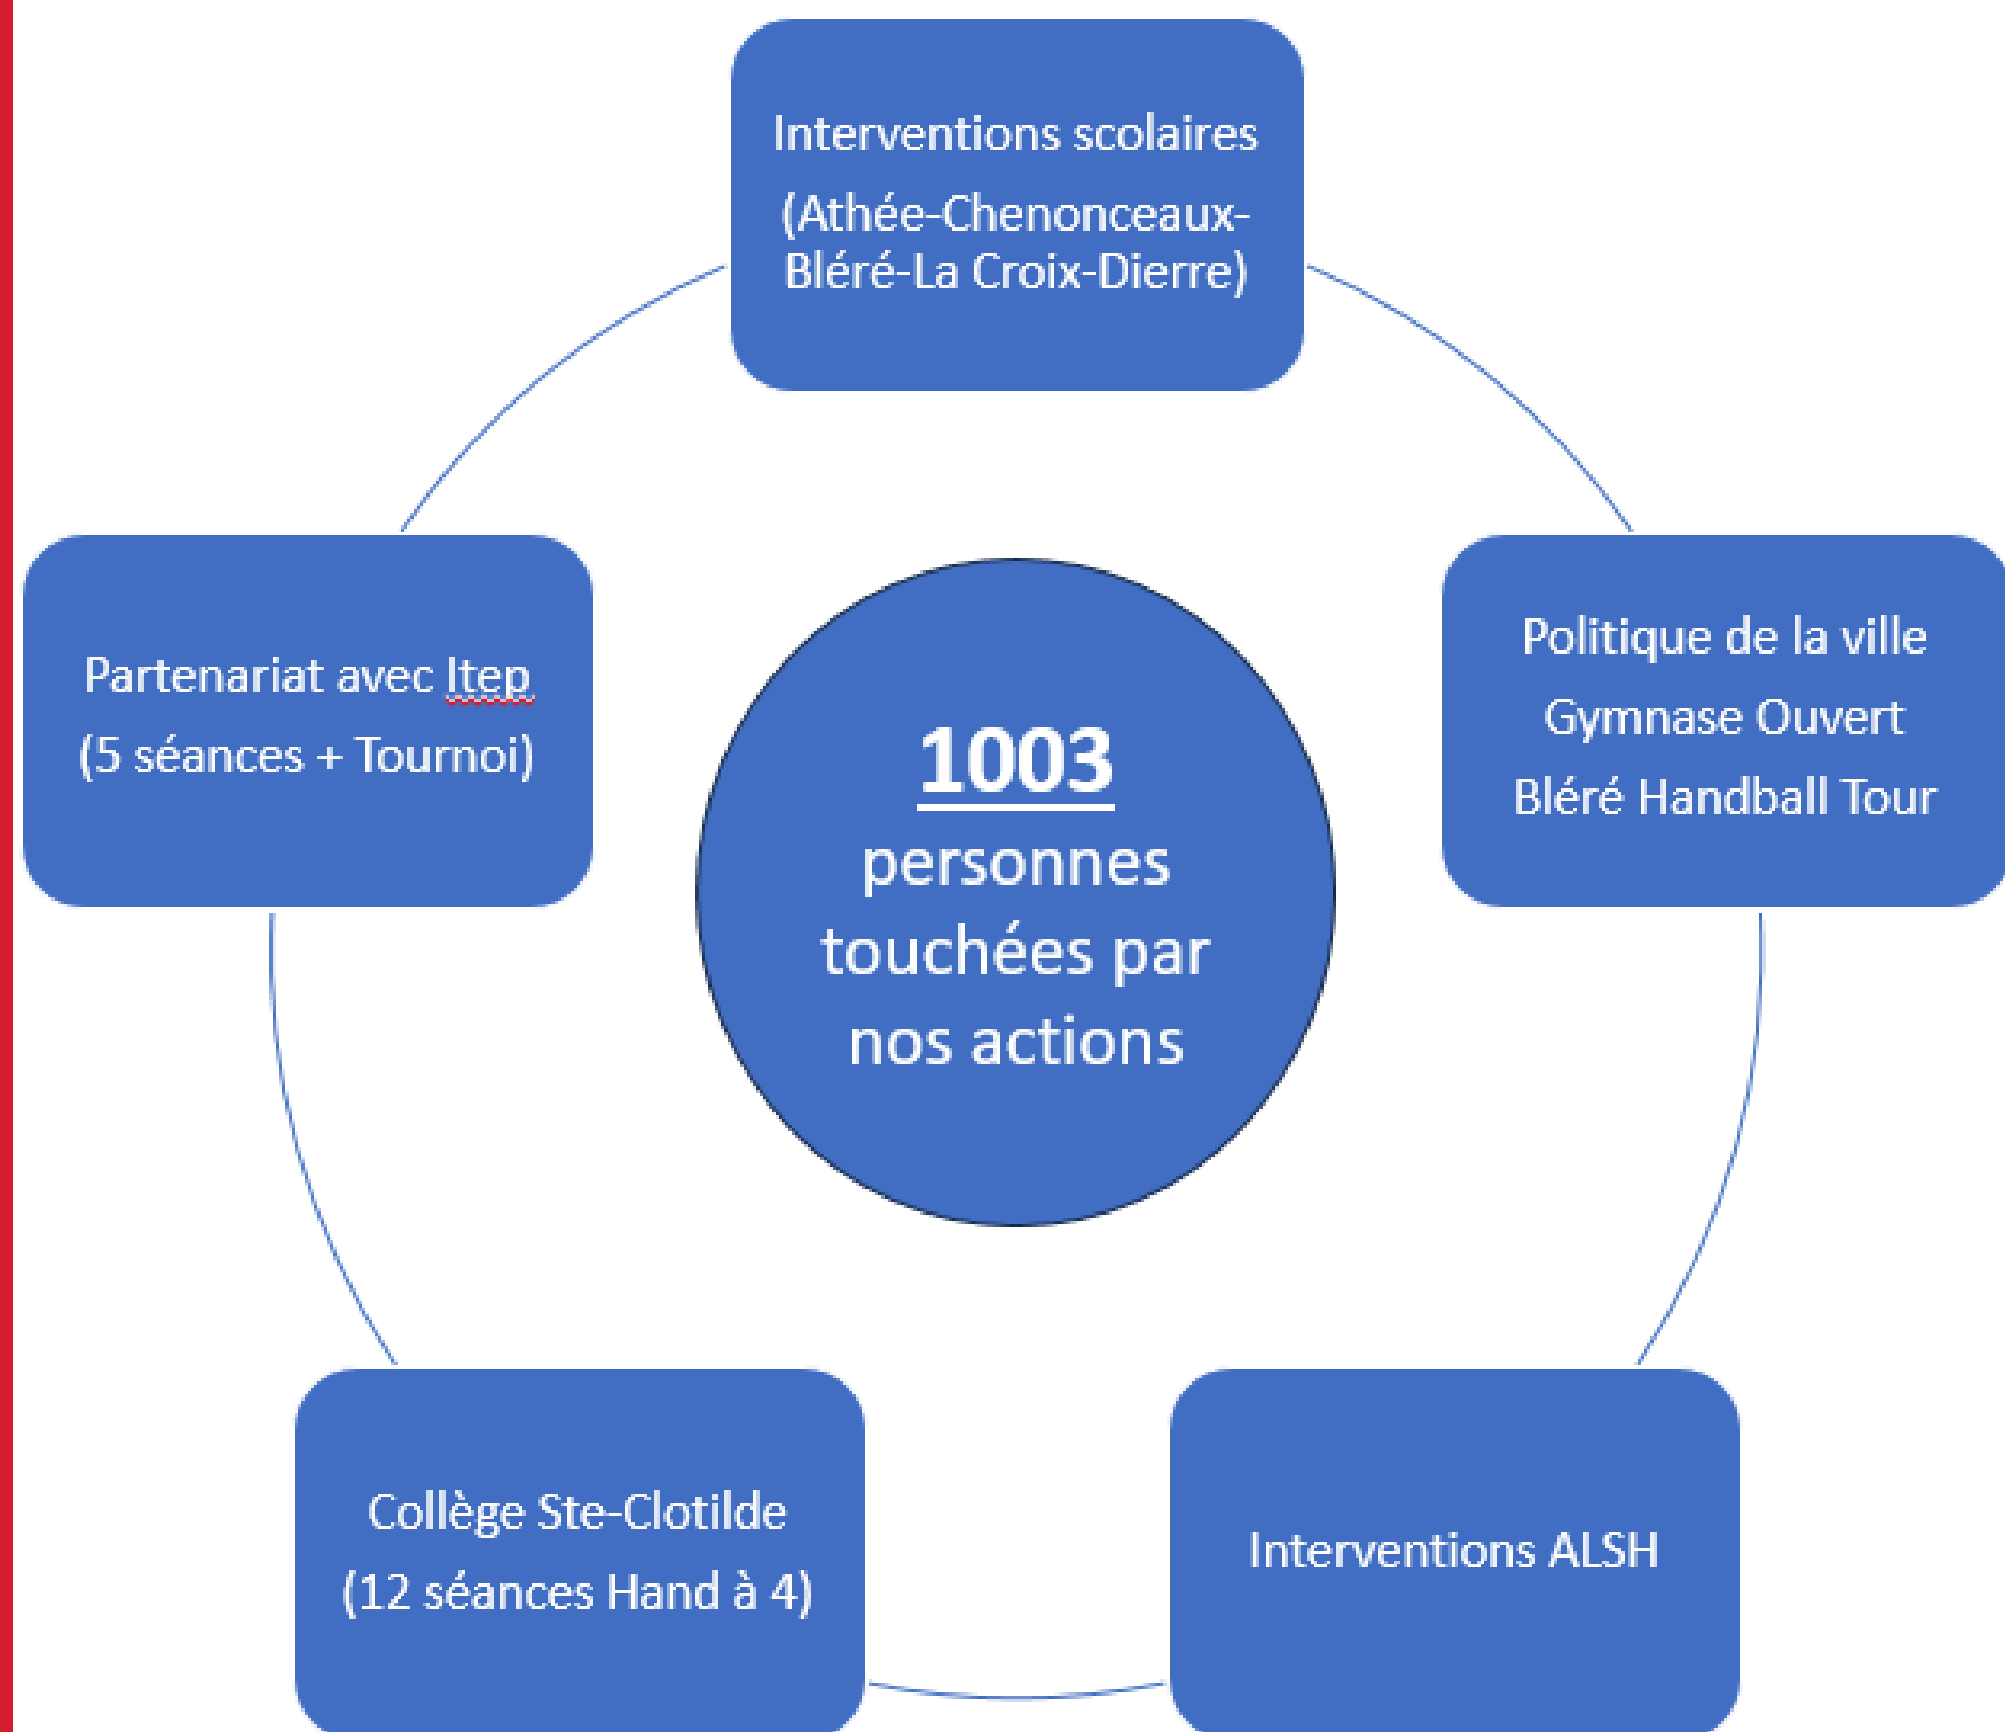 Interventions scolaires
(Athée-Chenonceaux-
Bléré-La Croix-Dierre)
Partenariat avec Itep
(5 séances + Tournoi)
Politique de la ville
Gymnase Ouvert
Bléré Handball Tour
1003
personnes
touchées par
nos actions
Collège Ste-Clotilde
(12 séances Hand à 4)
Interventions ALSH